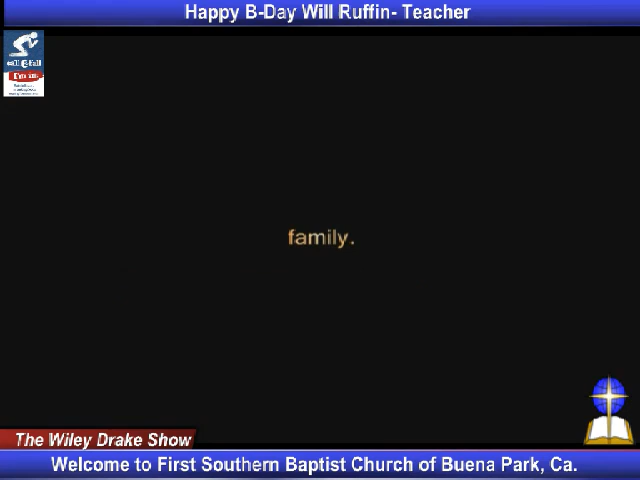 Happy B-Day Will Ruffin- Teacher
family.
The Wiley Drake Show
Welcome to First Southern Baptist Church of Buena Park, Ca.